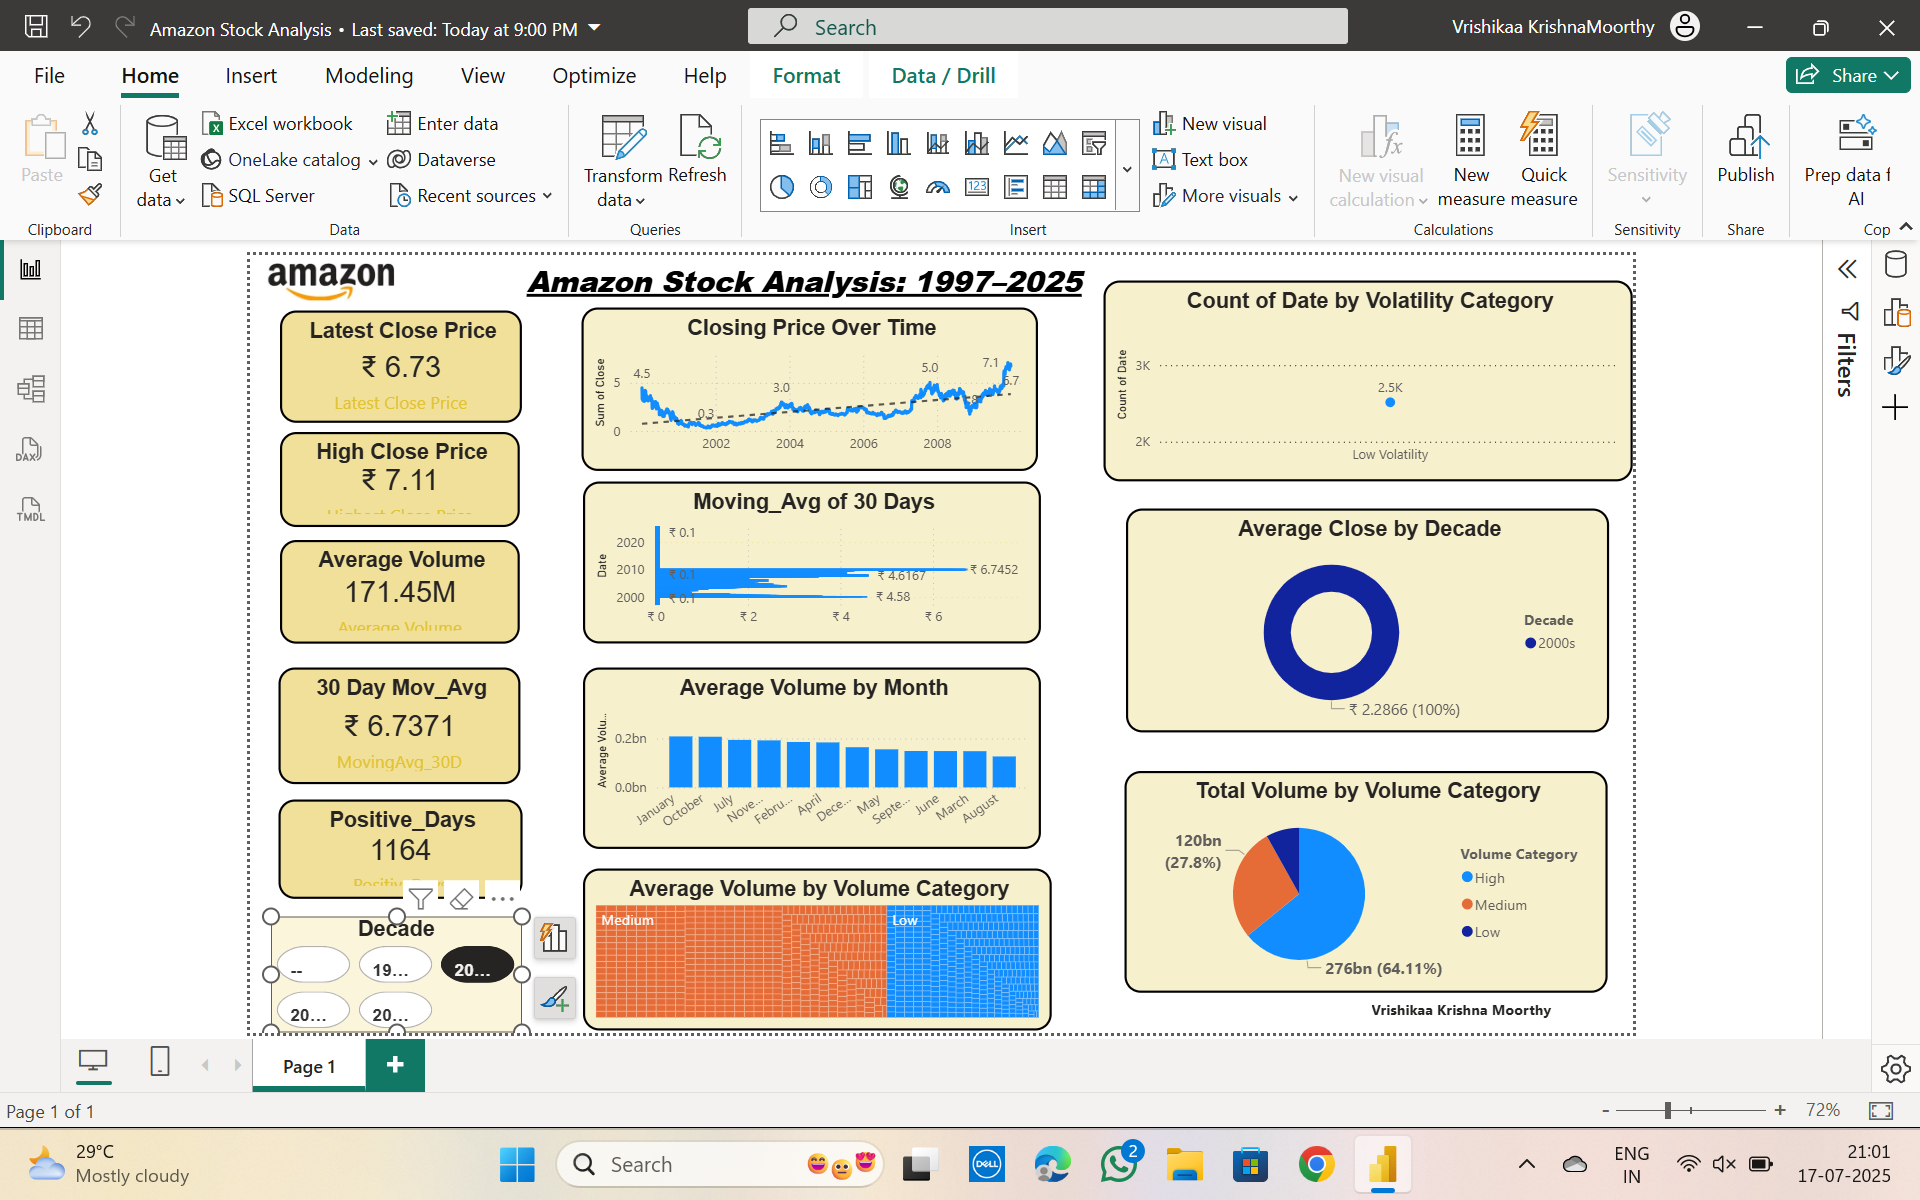 Amazon Stock Analysis • Last saved: Today at 9:00 PM
Search
Vrishikaa KrishnaMoorthy
File
Home
Insert
Modeling
View
Optimize
Help
Format
Data / Drill
Share
Paste
Clipboard
Get data
Excel workbook
OneLake catalog
SQL Server
Enter data
Dataverse
Recent sources
Data
Transform data
Refresh
Queries
123
New visual
Text box
More visuals
Insert
New visual calculation
New measure
Quick measure
Calculations
Sensitivity
Sensitivity
Publish
Share
Prep data f
AI
Cop
DAX
TMDL
amazon
Amazon Stock Analysis: 1997–2025
Latest Close Price
₹ 6.73
Latest Close Price
High Close Price
₹ 7.11
Highest Close Price
Average Volume
171.45M
Average Volume
30 Day Mov_Avg
₹ 6.7371
MovingAvg_30D
Positive_Days
1164
Decade
--
19...
20...
20...
20...
Closing Price Over Time
Sum of Close
5
0
4.5
0.3
3.0
5.0
7.1
6.7
2002
2004
2006
2008
Moving_Avg of 30 Days
Date
2020
2010
2000
₹ 0.1
₹ 0.1
₹ 0.1
₹ 4.6167
₹ 6.7452
₹ 4.58
₹ 0
₹ 2
₹ 4
₹ 6
Average Volume by Month
Average Volu...
0.2bn
0.0bn
January
October
July
Nove...
Febru...
April
Dece...
May
Septe...
June
March
August
Average Volume by Volume Category
Medium
Low
Count of Date by Volatility Category
Count of Date
3K
2K
2.5K
Low Volatility
Average Close by Decade
Decade
2000s
₹ 2.2866 (100%)
Total Volume by Volume Category
120bn
(27.8%)
276bn (64.11%)
Volume Category
High
Medium
Low
Vrishikaa Krishna Moorthy
Filters
Page 1
Page 1 of 1
- + 72%
29°C
Mostly cloudy
Search
DELL
2
ENG
IN
21:01
17-07-2025